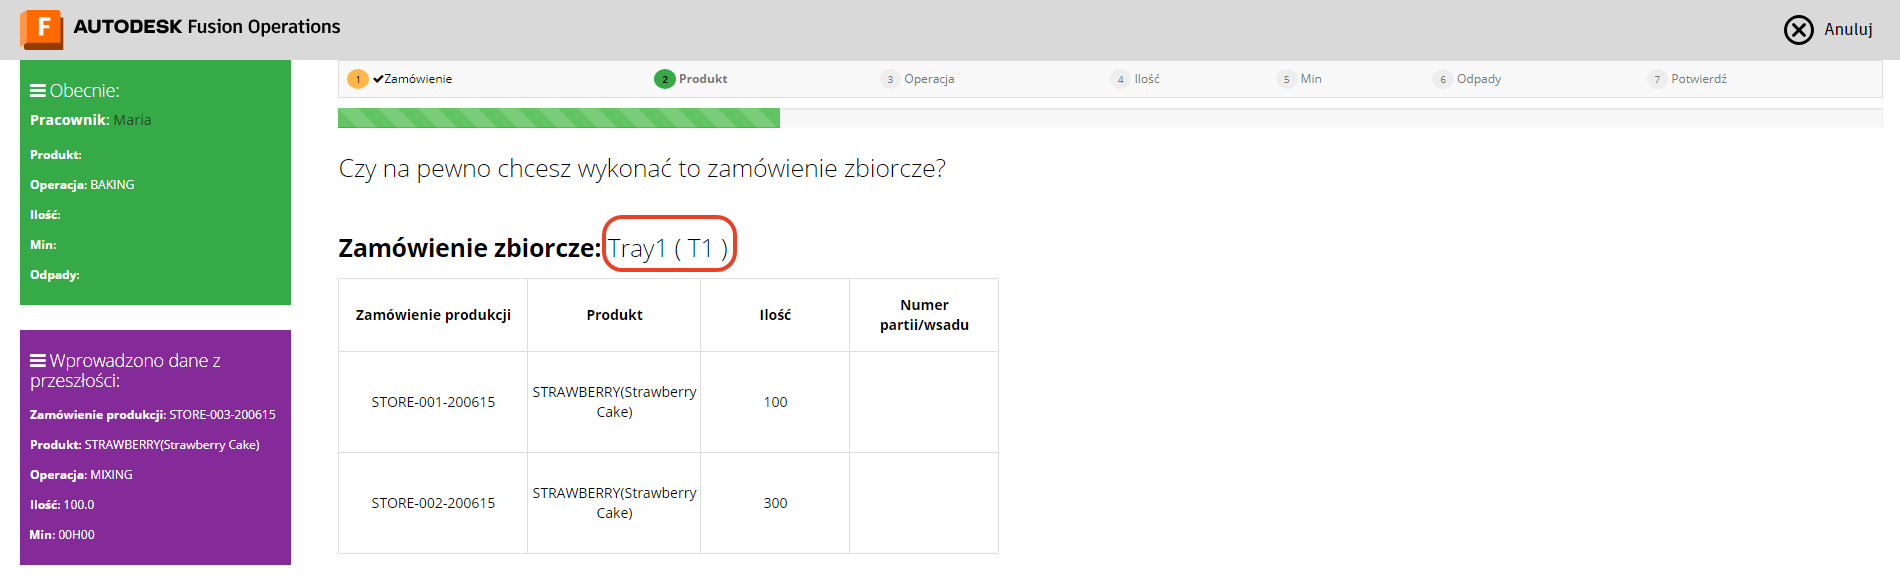 F AUTODESK Fusion Operations
Anuluj
Obecnie:
Pracownik: Maria
Produkt:
Operacja: BAKING
Ilość:
Min:
Odpady:
Wprowadzono dane z
przeszłości:
Zamówienie produkcji: STORE-003-200615
Produkt: STRAWBERRY(Strawberry Cake)
Operacja: MIXING
Ilość: 100.0
Min: 00H00
1 Zamówienie 2 Produkt 3 Operacja 4 Ilość 5 Min 6 Odpady 7 Potwierdź
Czy na pewno chcesz wykonać to zamówienie zbiorcze?
Zamówienie zbiorcze: Tray1 ( T1 )
Zamówienie produkcji Produkt Ilość Numer
partii/wsadu
STORE-001-200615 STRAWBERRY(Strawberry
Cake) 100
STORE-002-200615 STRAWBERRY(Strawberry
Cake) 300